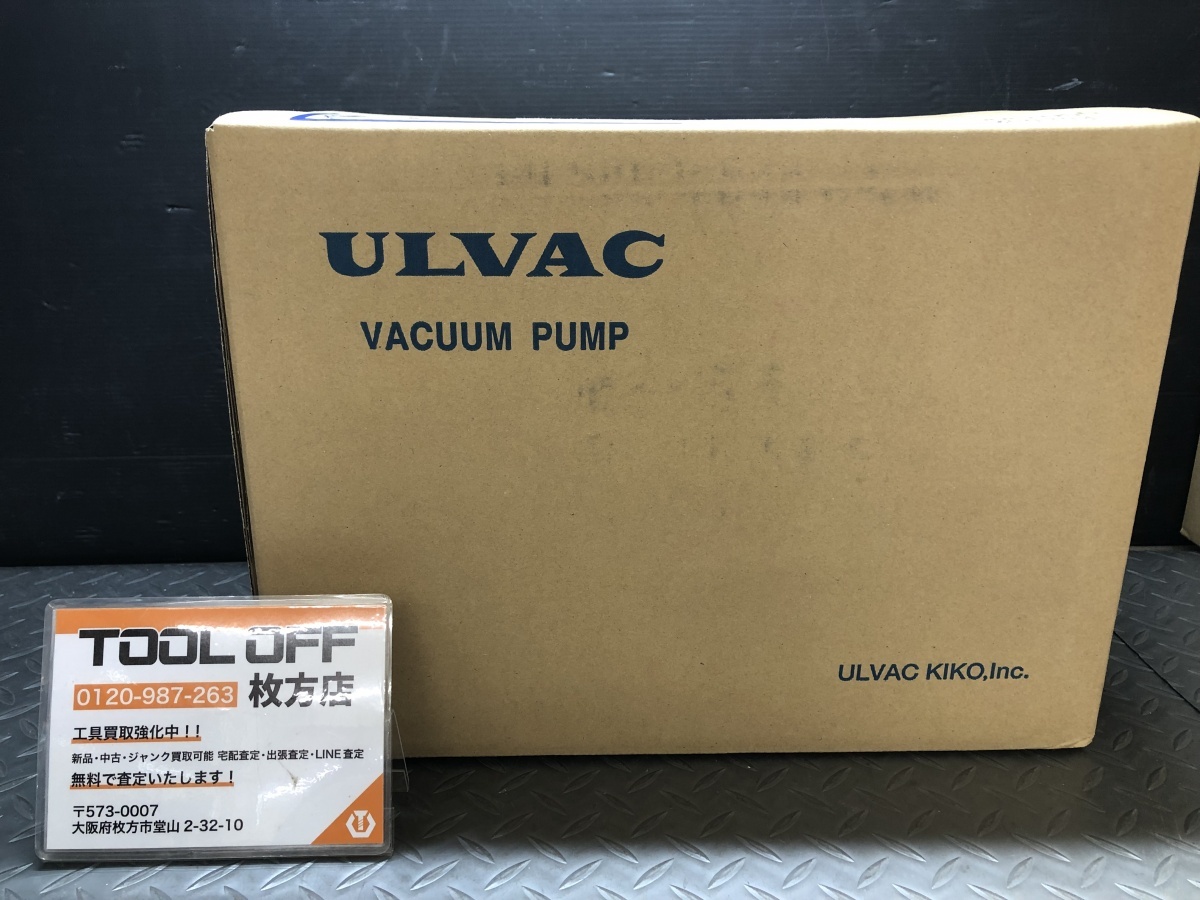 ULVAC
VACUUM PUMP
ULVAC KIKO,Inc.
TOOL OFF
0120-987-263 枚方店
工具買取強化中！！
新品・中古・ジャンク買取可能 宅配査定・出張査定・LINE査定
無料で査定いたします！
〒573-0007
大阪府枚方市堂山 2-32-10